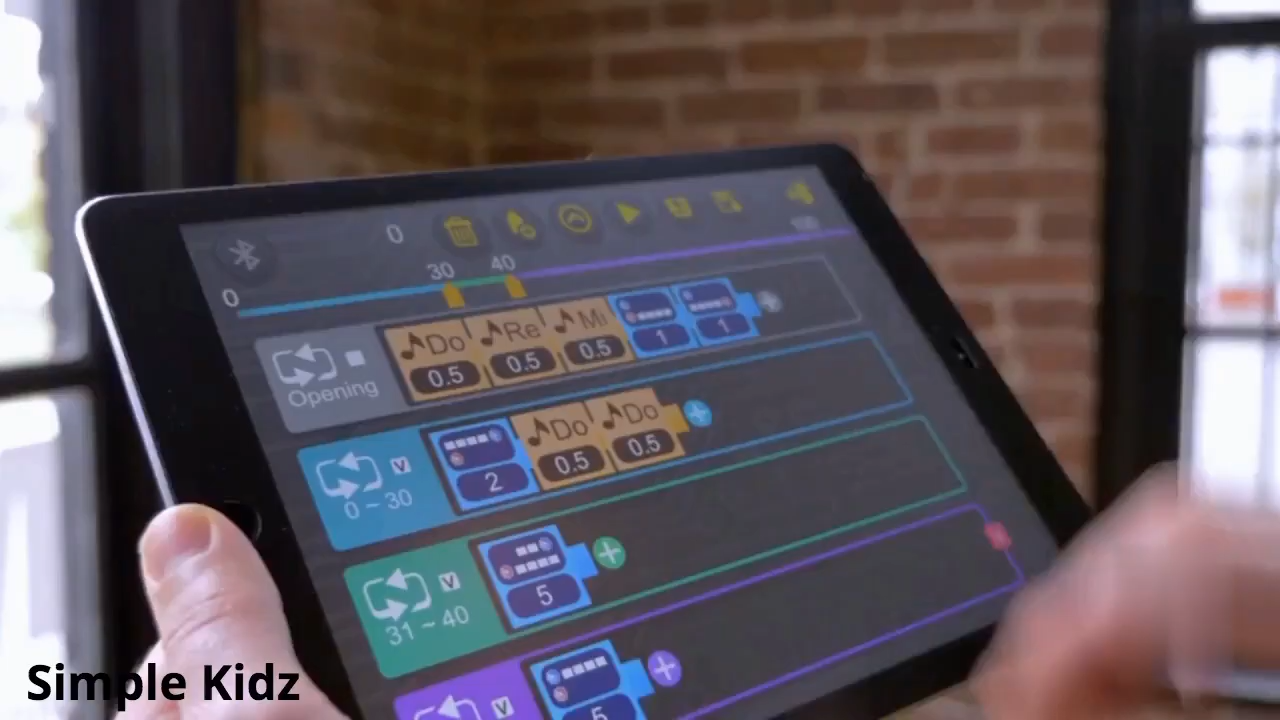 0
30 40
0
Do Re Mi
0.5 0.5 0.5 1 1
Opening
Do Do
2 0.5 0.5
V
0 ~ 30
5
V
31 ~ 40
V
5
Simple Kidz